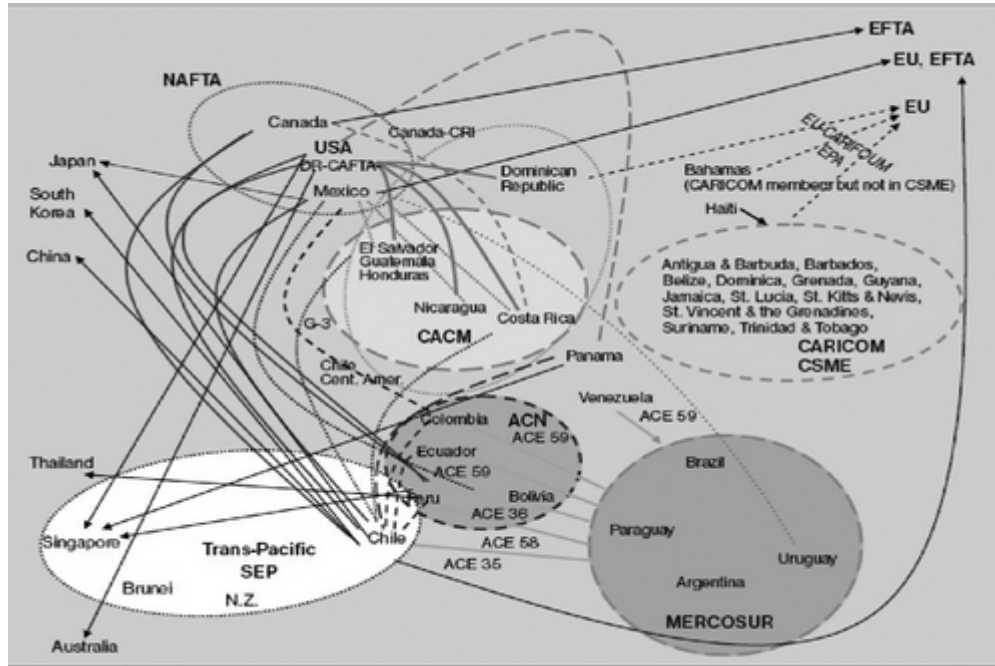 EFTA
EU, EFTA
NAFTA
EU
Canada
Canada-CRI
USA
DR-CAFTA
EU-CARIFOUM
EPA
Japan
Dominican
Republic
Bahamas
(CARICOM members but not in CSME)
Mexico
South
Korea
Haiti
China
El Salvador
Guatemala
Honduras
Antigua & Barbuda, Barbados,
Belize, Dominica, Grenada, Guyana,
Jamaica, St. Lucia, St. Kitts & Nevis,
St. Vincent & the Grenadines,
Suriname, Trinidad & Tobago
CARICOM
CSME
Nicaragua
Costa Rica
G-3
CACM
Panama
Chile
Cent. Amer
Venezuela
ACE 59
Colombia
ACN
ACE 59
Ecuador
ACE 59
Brazil
Thailand
Peru
Bolivia
ACE 36
Paraguay
Singapore
Trans-Pacific
SEP
Chile
ACE 58
Uruguay
ACE 35
Brunei
N.Z.
Argentina
MERCOSUR
Australia